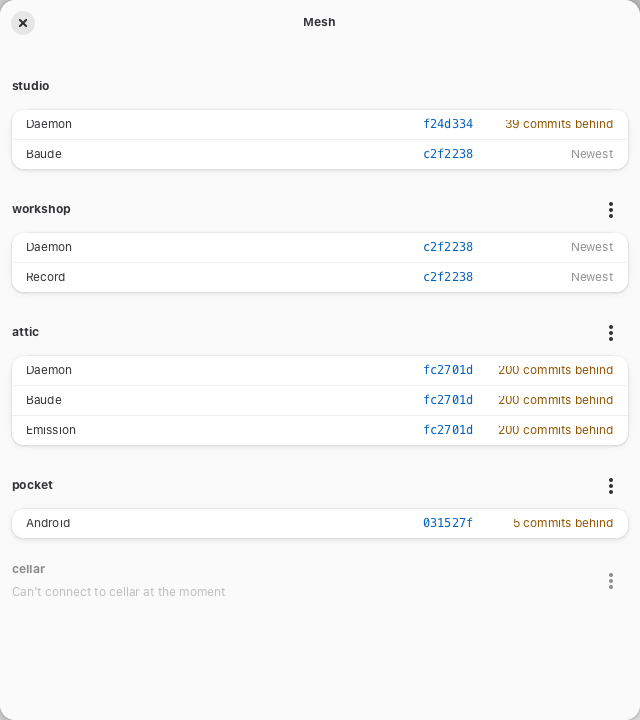 Mesh
studio
Daemon f24d334 39 commits behind
Baude c2f2238 Newest
workshop
Daemon c2f2238 Newest
Record c2f2238 Newest
attic
Daemon fc2701d 200 commits behind
Baude fc2701d 200 commits behind
Emission fc2701d 200 commits behind
pocket
Android 031527f 5 commits behind
cellar
Can't connect to cellar at the moment